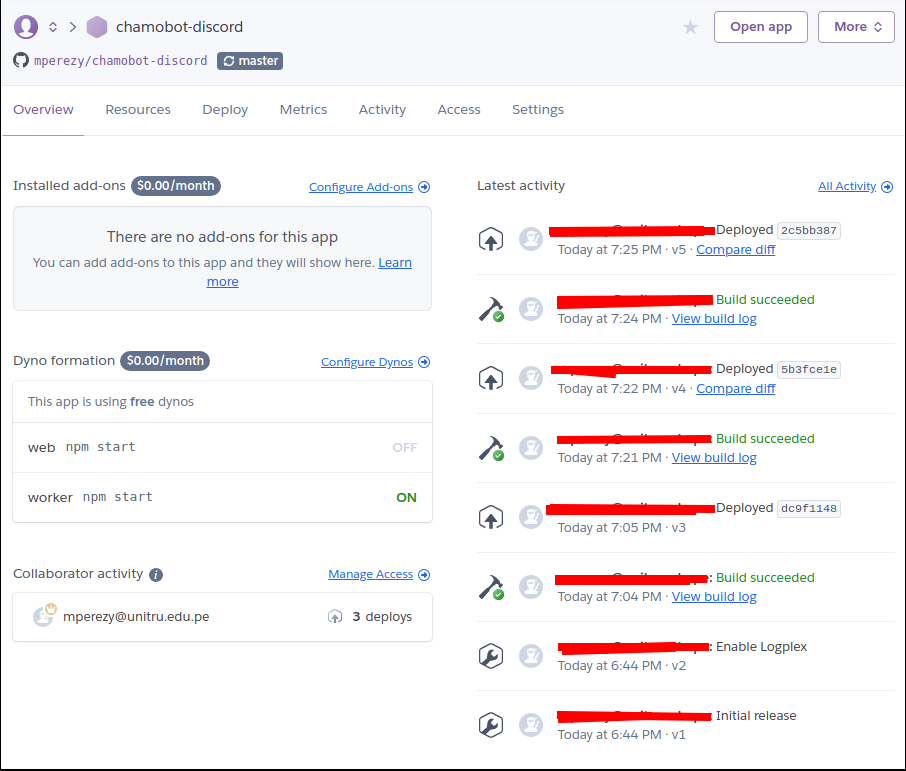 chamobot-discord
Open app
More
mperezy/chamobot-discord
master
Overview
Resources
Deploy
Metrics
Activity
Access
Settings
Installed add-ons $0.00/month
Configure Add-ons
There are no add-ons for this app
You can add add-ons to this app and they will show here. Learn
more
Dyno formation $0.00/month
Configure Dynos
This app is using free dynos
web npm start OFF
worker npm start ON
Collaborator activity
Manage Access
mperezy@unitru.edu.pe 3 deploys
Latest activity
All Activity
Deployed 2c5bb387
Today at 7:25 PM · v5 · Compare diff
Build succeeded
Today at 7:24 PM · View build log
Deployed 5b3fce1e
Today at 7:22 PM · v4 · Compare diff
Build succeeded
Today at 7:21 PM · View build log
Deployed dc9f1148
Today at 7:05 PM · v3
: Build succeeded
Today at 7:04 PM · View build log
: Enable Logplex
Today at 6:44 PM · v2
: Initial release
Today at 6:44 PM · v1